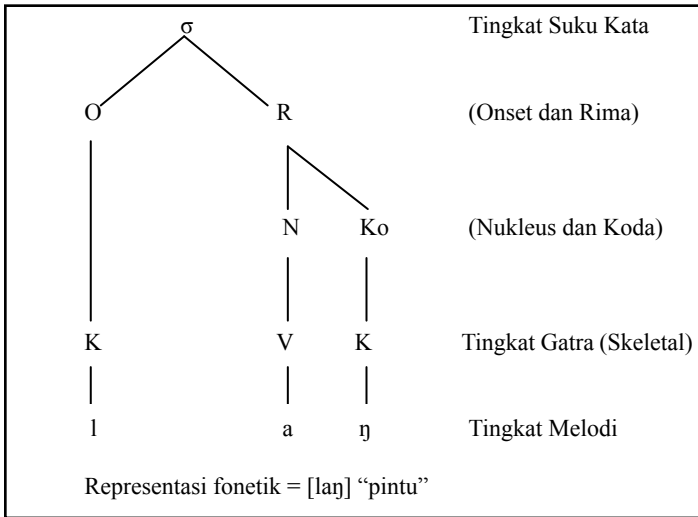 σ Tingkat Suku Kata
O R (Onset dan Rima)
N Ko (Nukleus dan Koda)
K V K Tingkat Gatra (Skeletal)
l a ŋ Tingkat Melodi
Representasi fonetik = [laŋ] “pintu”